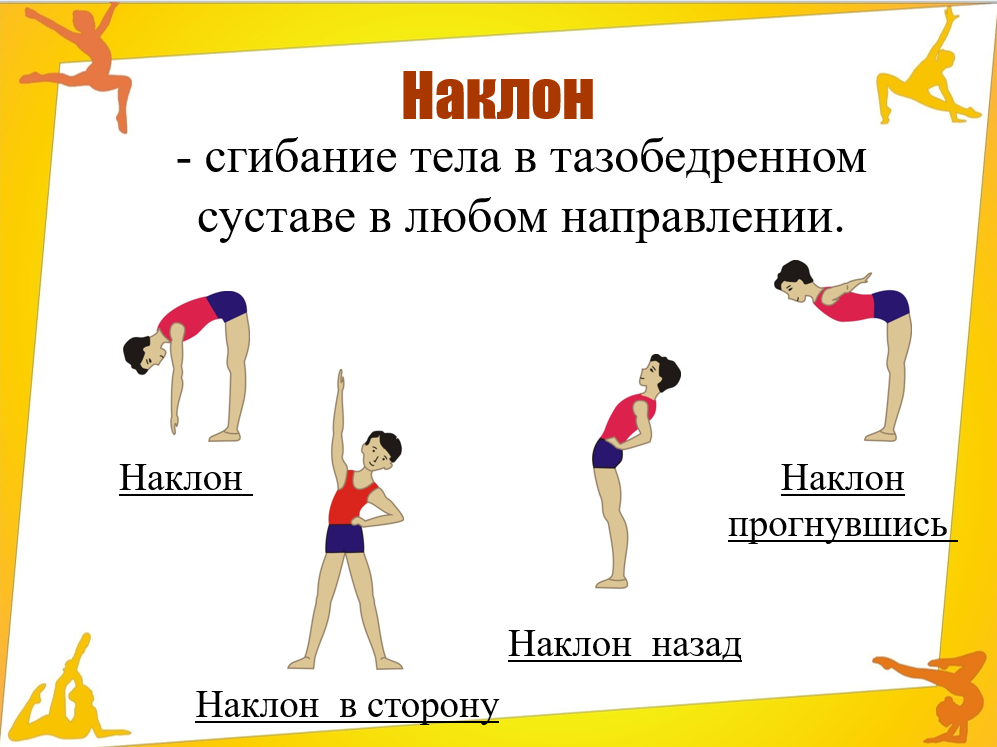 Наклон
- сгибание тела в тазобедренном
суставе в любом направлении.
Наклон
Наклон
прогнувшись
Наклон назад
Наклон в сторону